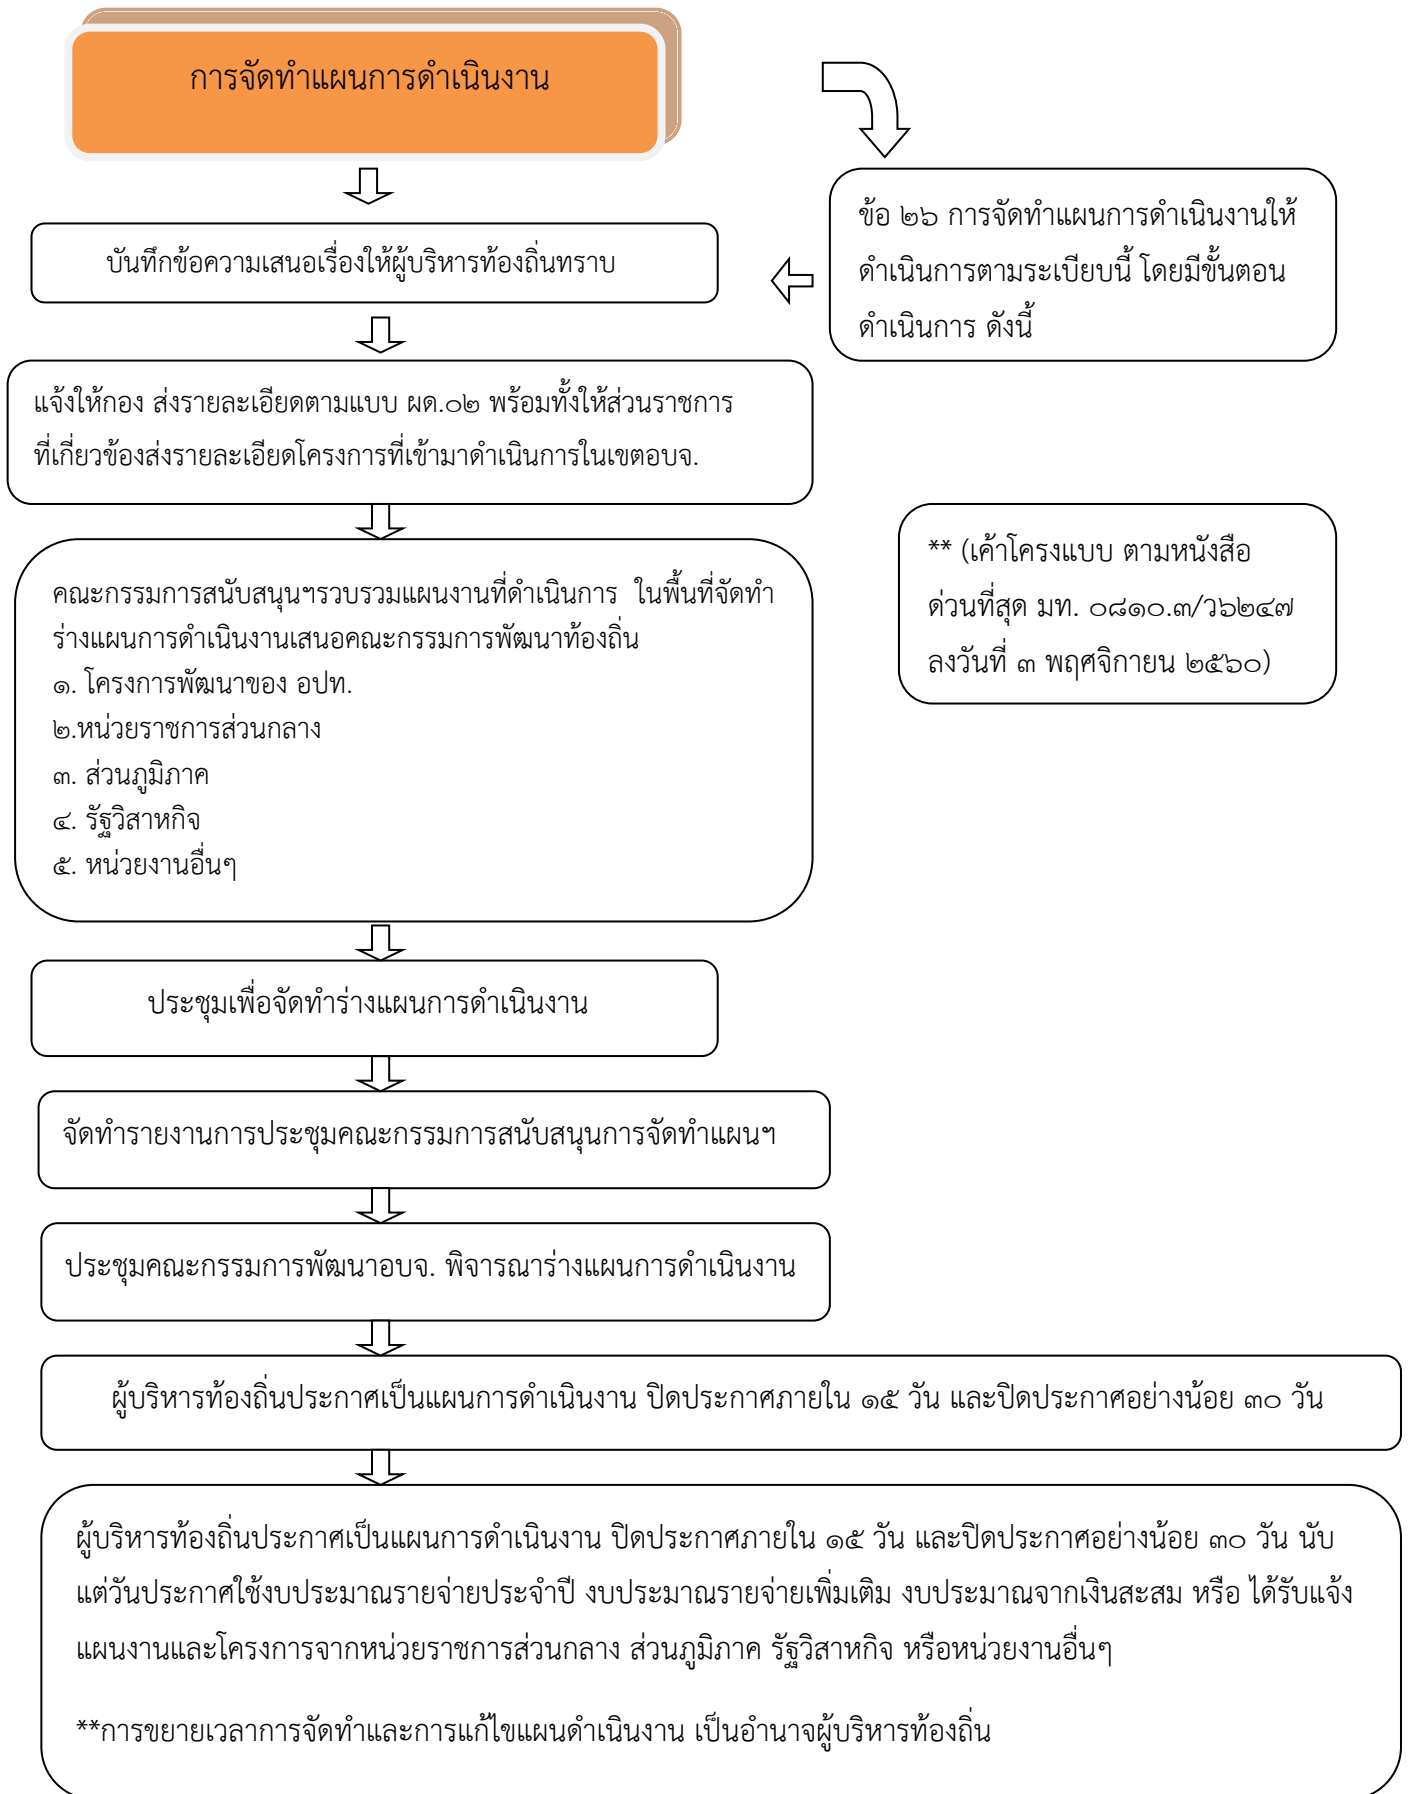 การจัดทำแผนการดำเนินงาน
ข้อ ๒๖ การจัดทำแผนการดำเนินงานให้
ดำเนินการตามระเบียบนี้ โดยมีขั้นตอน
ดำเนินการ ดังนี้
บันทึกข้อความเสนอเรื่องให้ผู้บริหารท้องถิ่นทราบ
แจ้งให้กอง ส่งรายละเอียดตามแบบ ผด.๐๒ พร้อมทั้งให้ส่วนราชการ
ที่เกี่ยวข้องส่งรายละเอียดโครงการที่เข้ามาดำเนินการในเขตอบจ.
** (เค้าโครงแบบ ตามหนังสือ
ด่วนที่สุด มท. ๐๘๑๐.๓/ว๖๒๔๗
ลงวันที่ ๓ พฤศจิกายน ๒๕๖๐)
คณะกรรมการสนับสนุนฯรวบรวมแผนงานที่ดำเนินการ ในพื้นที่จัดทำ
ร่างแผนการดำเนินงานเสนอคณะกรรมการพัฒนาท้องถิ่น
๑. โครงการพัฒนาของ อปท.
๒.หน่วยราชการส่วนกลาง
๓. ส่วนภูมิภาค
๔. รัฐวิสาหกิจ
๕. หน่วยงานอื่นๆ
ประชุมเพื่อจัดทำร่างแผนการดำเนินงาน
จัดทำรายงานการประชุมคณะกรรมการสนับสนุนการจัดทำแผนฯ
ประชุมคณะกรรมการพัฒนาอบจ. พิจารณาร่างแผนการดำเนินงาน
ผู้บริหารท้องถิ่นประกาศเป็นแผนการดำเนินงาน ปิดประกาศภายใน ๑๕ วัน และปิดประกาศอย่างน้อย ๓๐ วัน
ผู้บริหารท้องถิ่นประกาศเป็นแผนการดำเนินงาน ปิดประกาศภายใน ๑๕ วัน และปิดประกาศอย่างน้อย ๓๐ วัน นับ
แต่วันประกาศใช้งบประมาณรายจ่ายประจำปี งบประมาณรายจ่ายเพิ่มเติม งบประมาณจากเงินสะสม หรือ ได้รับแจ้ง
แผนงานและโครงการจากหน่วยราชการส่วนกลาง ส่วนภูมิภาค รัฐวิสาหกิจ หรือหน่วยงานอื่นๆ
**การขยายเวลาการจัดทำและการแก้ไขแผนดำเนินงาน เป็นอำนาจผู้บริหารท้องถิ่น